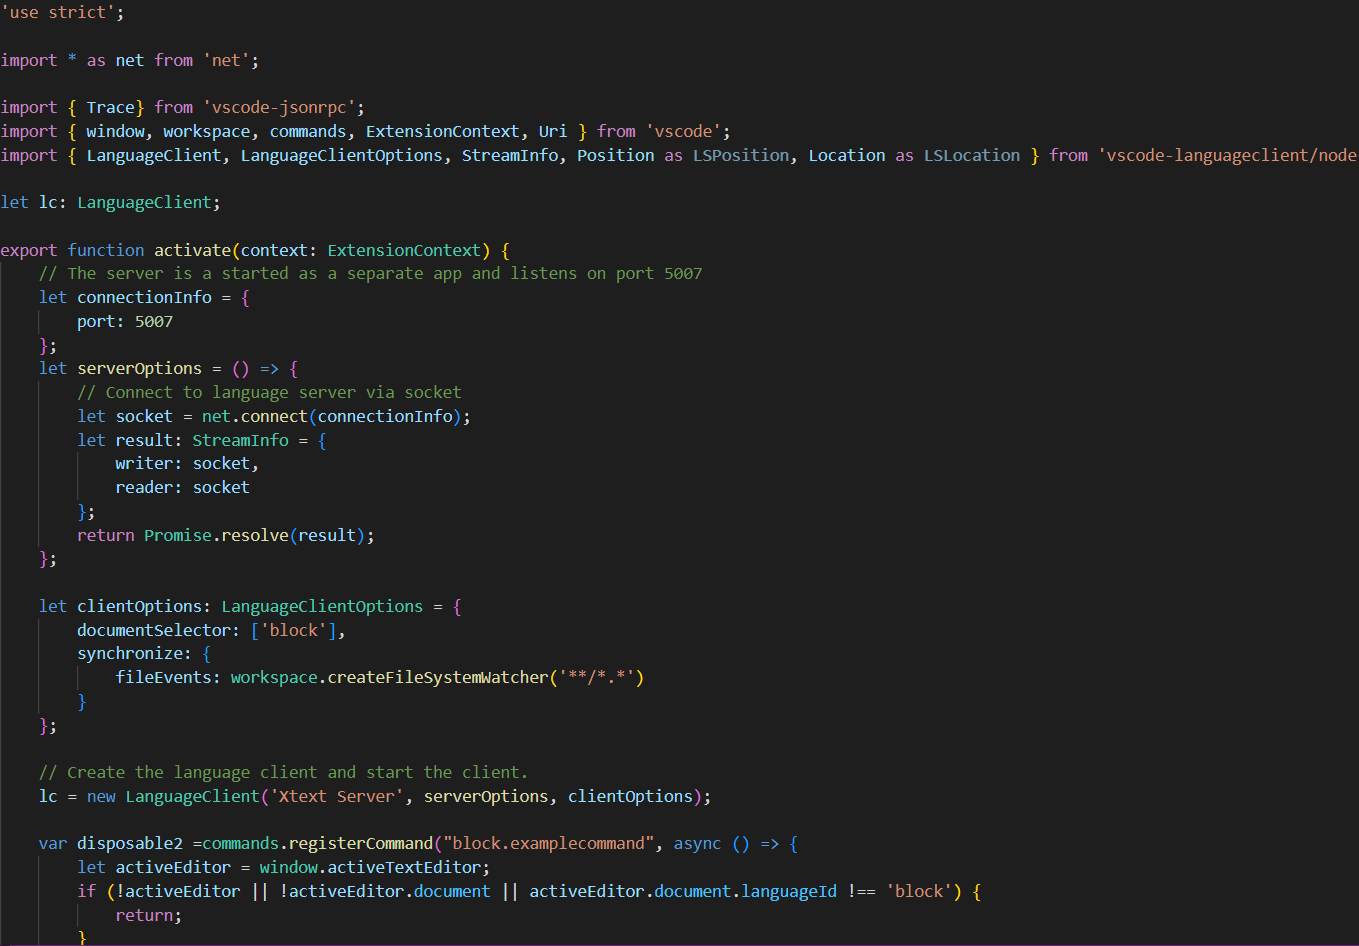 'use strict';
import * as net from 'net';
import { Trace} from 'vscode-jsonrpc';
import { window, workspace, commands, ExtensionContext, Uri } from 'vscode';
import { LanguageClient, LanguageClientOptions, StreamInfo, Position as LSPosition, Location as LSLocation } from 'vscode-languageclient/node
let lc: LanguageClient;
export function activate(context: ExtensionContext) {
    // The server is a started as a separate app and listens on port 5007
    let connectionInfo = {
        port: 5007
    };
    let serverOptions = () => {
        // Connect to language server via socket
        let socket = net.connect(connectionInfo);
        let result: StreamInfo = {
            writer: socket,
            reader: socket
        };
        return Promise.resolve(result);
    };
    let clientOptions: LanguageClientOptions = {
        documentSelector: ['block'],
        synchronize: {
            fileEvents: workspace.createFileSystemWatcher('**/*.*')
        }
    };
    // Create the language client and start the client.
    lc = new LanguageClient('Xtext Server', serverOptions, clientOptions);
    var disposable2 =commands.registerCommand("block.examplecommand", async () => {
        let activeEditor = window.activeTextEditor;
        if (!activeEditor || !activeEditor.document || activeEditor.document.languageId !== 'block') {
            return;
        }